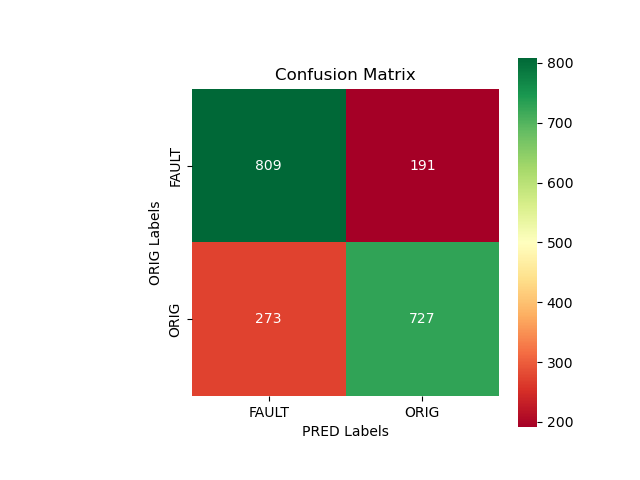 Confusion Matrix
FAULT
809
191
ORIG
273
727
ORIG Labels
FAULT
ORIG
PRED Labels
800
700
600
500
400
300
200